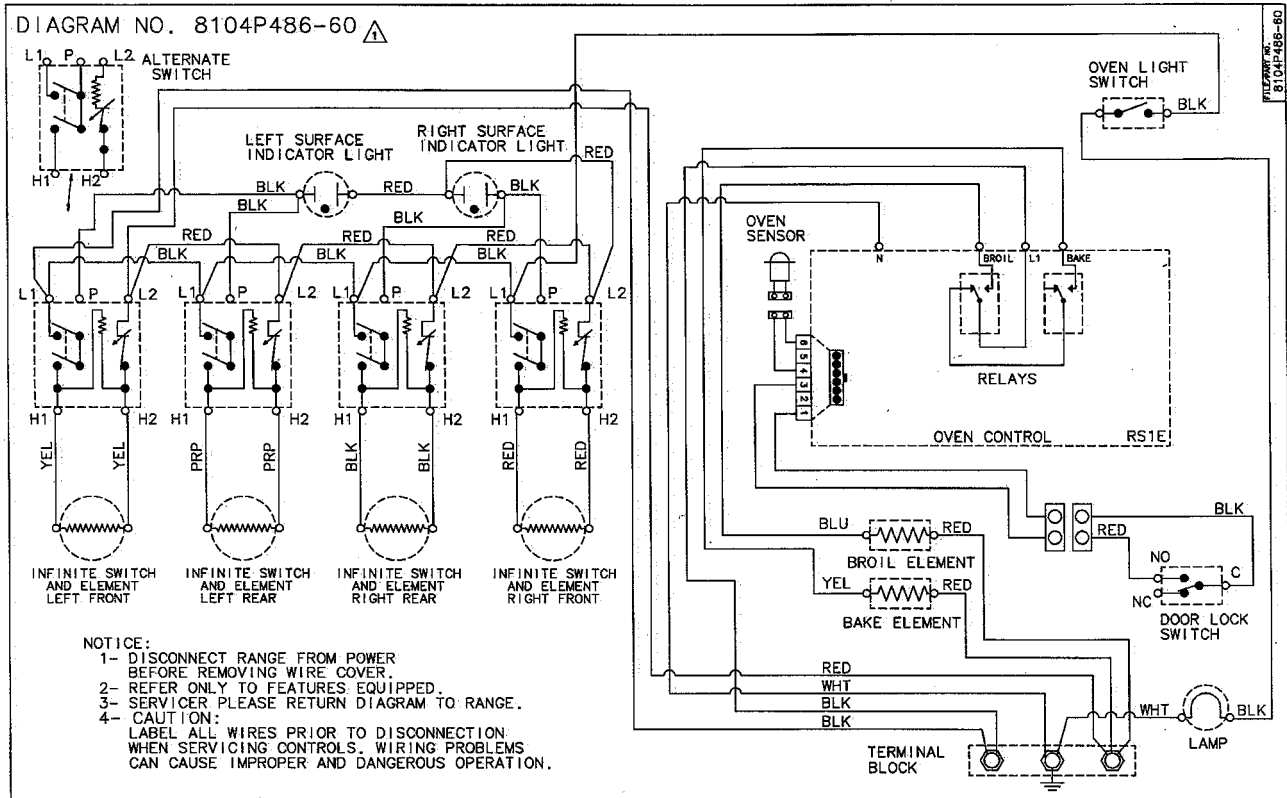 DIAGRAM NO. 8104P486-60
1
FILE/PART NO.
8104P486-60
L1 P L2
ALTERNATE
SWITCH
H1 H2
LEFT SURFACE
INDICATOR LIGHT
RIGHT SURFACE
INDICATOR LIGHT
RED
BLK
RED
BLK
BLK
BLK
RED
BLK
RED
BLK
RED
BLK
L1 P L2
L1 P L2
L1 P L2
L1 P L2
H1 H2
H1 H2
H1 H2
H1 H2
YEL
YEL
PRP
PRP
BLK
BLK
RED
RED
INFINITE SWITCH
AND ELEMENT
LEFT FRONT
INFINITE SWITCH
AND ELEMENT
LEFT REAR
INFINITE SWITCH
AND ELEMENT
RIGHT REAR
INFINITE SWITCH
AND ELEMENT
RIGHT FRONT
OVEN LIGHT
SWITCH
BLK
OVEN
SENSOR
N
BROIL
L1
BAKE
RELAYS
6
5
4
3
2
1
OVEN CONTROL
RS1E
BLU
RED
BROIL ELEMENT
YEL
RED
BAKE ELEMENT
BLK
RED
NO
C
NC
DOOR LOCK
SWITCH
NOTICE:
1- DISCONNECT RANGE FROM POWER
BEFORE REMOVING WIRE COVER.
2- REFER ONLY TO FEATURES EQUIPPED.
3- SERVICER PLEASE RETURN DIAGRAM TO RANGE.
4- CAUTION:
LABEL ALL WIRES PRIOR TO DISCONNECTION
WHEN SERVICING CONTROLS. WIRING PROBLEMS
CAN CAUSE IMPROPER AND DANGEROUS OPERATION.
RED
WHT
BLK
BLK
TERMINAL
BLOCK
WHT
BLK
LAMP